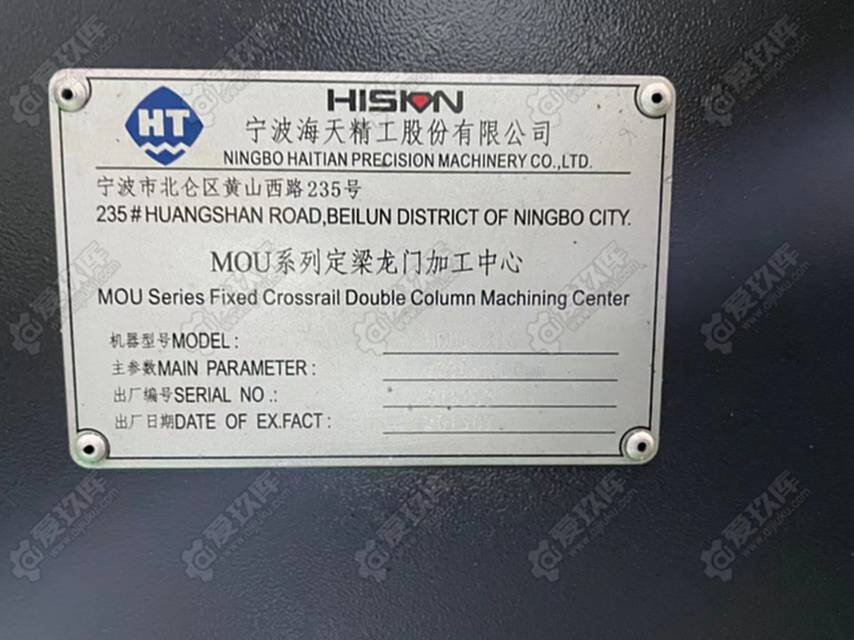 HT
HISION
宁波海天精工股份有限公司
NINGBO HAITIAN PRECISION MACHINERY CO.,LTD.
宁波市北仑区黄山西路235号
235#HUANGSHAN ROAD,BEILUN DISTRICT OF NINGBO CITY.
MOU系列定梁龙门加工中心
MOU Series Fixed Crossrail Double Column Machining Center
机器型号MODEL:
主参数MAIN PARAMETER:
出厂编号SERIAL NO.:
出厂日期DATE OF EX.FACT:
爱玖库